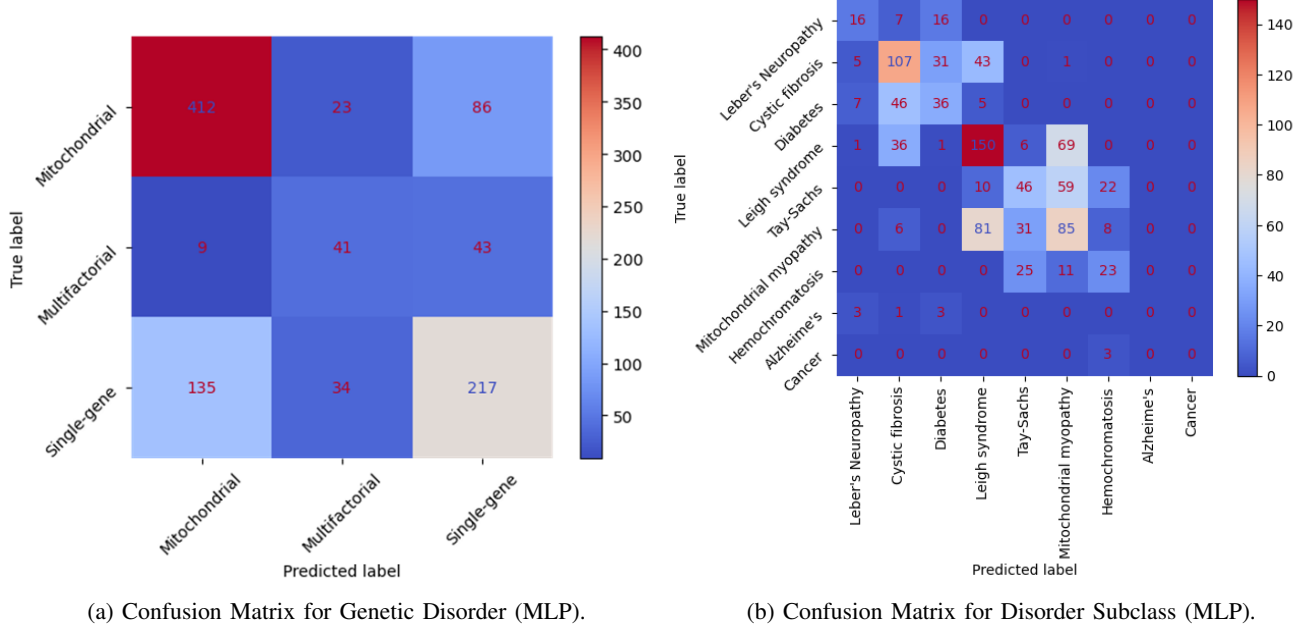 True label
Mitochondrial
Multifactorial
Single-gene
412 23 86
9 41 43
135 34 217
Mitochondrial Multifactorial Single-gene
Predicted label
400
350
300
250
200
150
100
50
(a) Confusion Matrix for Genetic Disorder (MLP).
True label
Leber's Neuropathy
Cystic fibrosis
Diabetes
Leigh syndrome
Tay-Sachs
Mitochondrial myopathy
Hemochromatosis
Alzheime's
Cancer
16 7 16 0 0 0 0 0 0
5 107 31 43 0 1 0 0 0
7 46 36 5 0 0 0 0 0
1 36 1 150 6 69 0 0 0
0 0 0 10 46 59 22 0 0
0 6 0 81 31 85 8 0 0
0 0 0 0 25 11 23 0 0
3 1 3 0 0 0 0 0 0
0 0 0 0 0 0 3 0 0
Leber's Neuropathy Cystic fibrosis Diabetes Leigh syndrome Tay-Sachs Mitochondrial myopathy Hemochromatosis Alzheime's Cancer
Predicted label
140
120
100
80
60
40
20
0
(b) Confusion Matrix for Disorder Subclass (MLP).